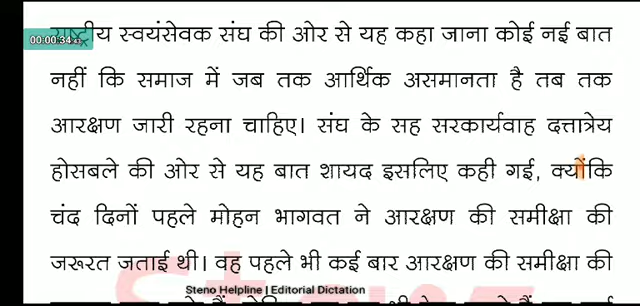 राष्ट्रीय स्वयंसेवक संघ की ओर से यह कहा जाना कोई नई बात
00:00:34
नहीं कि समाज में जब तक आर्थिक असमानता है तब तक
आरक्षण जारी रहना चाहिए। संघ के सह सरकार्यवाह दत्तात्रेय
होसबले की ओर से यह बात शायद इसलिए कही गई, क्योंकि
चंद दिनों पहले मोहन भागवत ने आरक्षण की समीक्षा की
जरूरत जताई थी। वह पहले भी कई बार आरक्षण की समीक्षा की
Steno Helpline | Editorial Dictation